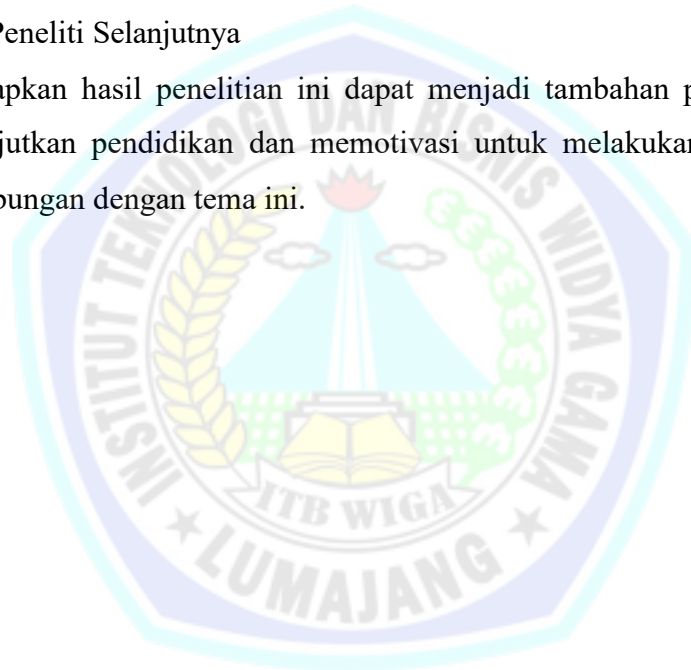 Peneliti Selanjutnya
apkan hasil penelitian ini dapat menjadi tambahan p
jutkan pendidikan dan memotivasi untuk melakukan
bungan dengan tema ini.
INSTITUT TEKNOLOGI DAN BISNIS WIDYA GAMA
ITB WIGA
LUMAJANG